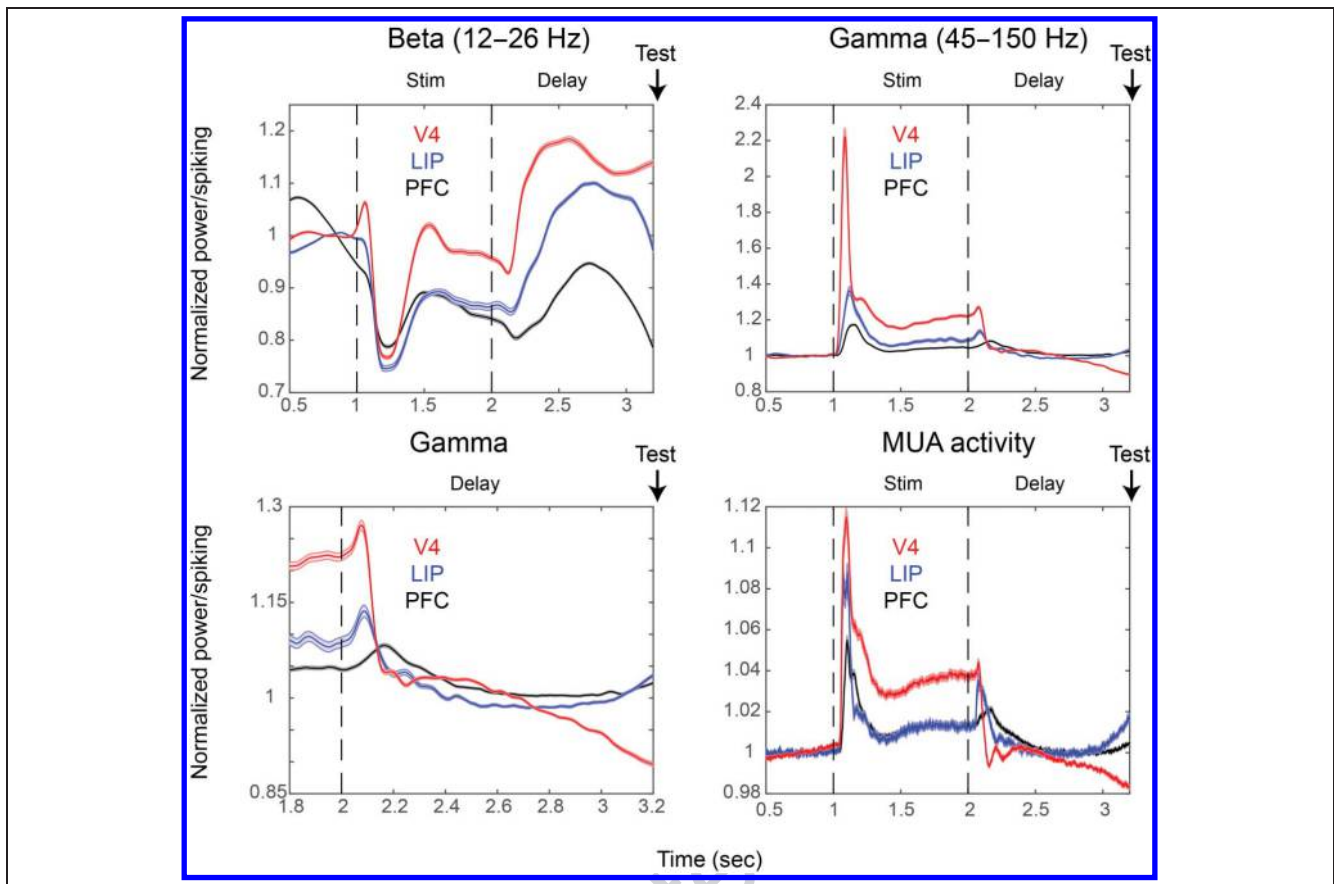 Beta (12–26 Hz)
Test
Stim
Delay
Normalized power/spiking
1.2
1.1
1
0.9
0.8
0.7
V4
LIP
PFC
0.5
1
1.5
2
2.5
3
Gamma (45–150 Hz)
Test
Stim
Delay
2.4
2.2
2
1.8
1.6
1.4
1.2
1
0.8
V4
LIP
PFC
0.5
1
1.5
2
2.5
3
Gamma
Test
Delay
Normalized power/spiking
1.3
1.15
1
0.85
V4
LIP
PFC
1.8
2
2.2
2.4
2.6
2.8
3
3.2
MUA activity
Test
Stim
Delay
1.12
1.1
1.08
1.06
1.04
1.02
1
0.98
V4
LIP
PFC
0.5
1
1.5
2
2.5
3
Time (sec)